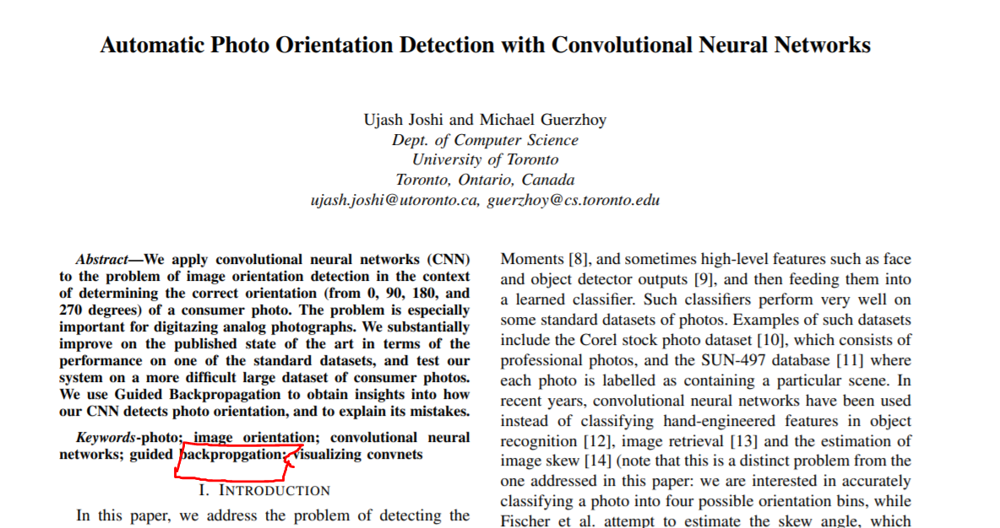 Automatic Photo Orientation Detection with Convolutional Neural Networks
Ujash Joshi and Michael Guerzhoy
Dept. of Computer Science
University of Toronto
Toronto, Ontario, Canada
ujash.joshi@utoronto.ca, guerzhoy@cs.toronto.edu
Abstract—We apply convolutional neural networks (CNN)
to the problem of image orientation detection in the context
of determining the correct orientation (from 0, 90, 180, and
270 degrees) of a consumer photo. The problem is especially
important for digitazing analog photographs. We substantially
improve on the published state of the art in terms of the
performance on one of the standard datasets, and test our
system on a more difficult large dataset of consumer photos.
We use Guided Backpropagation to obtain insights into how
our CNN detects photo orientation, and to explain its mistakes.
Keywords-photo; image orientation; convolutional neural
networks; guided backpropgation; visualizing convnets
I. INTRODUCTION
In this paper, we address the problem of detecting the
Moments [8], and sometimes high-level features such as face
and object detector outputs [9], and then feeding them into
a learned classifier. Such classifiers perform very well on
some standard datasets of photos. Examples of such datasets
include the Corel stock photo dataset [10], which consists of
professional photos, and the SUN-497 database [11] where
each photo is labelled as containing a particular scene. In
recent years, convolutional neural networks have been used
instead of classifying hand-engineered features in object
recognition [12], image retrieval [13] and the estimation of
image skew [14] (note that this is a distinct problem from the
one addressed in this paper: we are interested in accurately
classifying a photo into four possible orientation bins, while
Fischer et al. attempt to estimate the skew angle, which